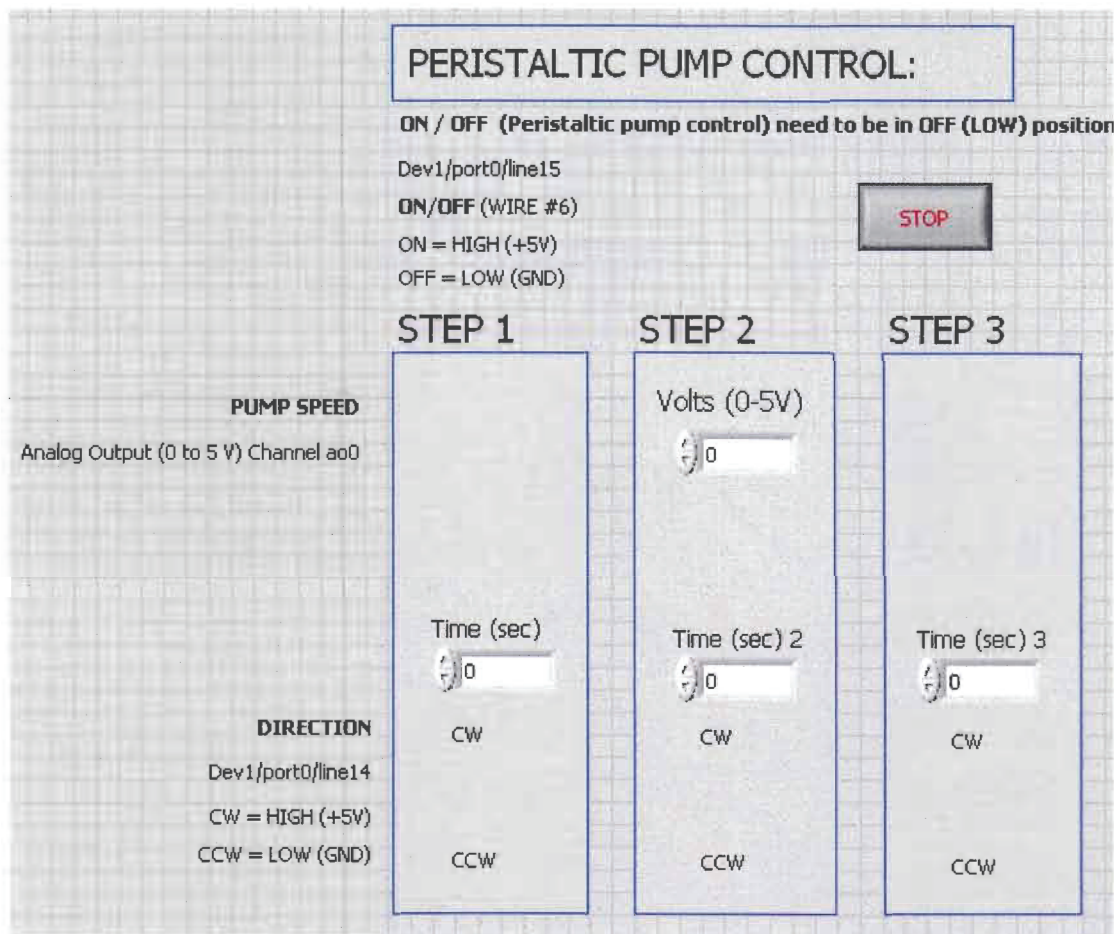 PERISTALTIC PUMP CONTROL:
ON / OFF (Peristaltic pump control) need to be in OFF (LOW) position
Dev1/port0/line15
ON/OFF (WIRE #6)
ON = HIGH (+5V)
OFF = LOW (GND)
STOP
STEP 1
STEP 2
STEP 3
PUMP SPEED
Analog Output (0 to 5 V) Channel ao0
Volts (0-5V)
0
Time (sec)
0
Time (sec) 2
0
Time (sec) 3
0
DIRECTION
Dev1/port0/line14
CW = HIGH (+5V)
CCW = LOW (GND)
CW
CW
CW
CCW
CCW
CCW